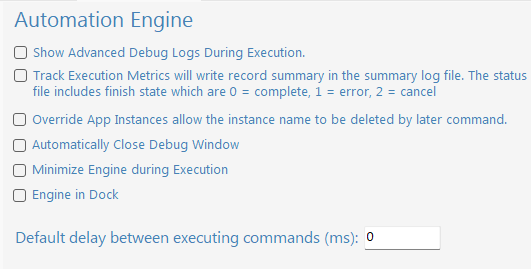 Automation Engine
Show Advanced Debug Logs During Execution.
Track Execution Metrics will write record summary in the summary log file. The status
file includes finish state which are 0 = complete, 1 = error, 2 = cancel
Override App Instances allow the instance name to be deleted by later command.
Automatically Close Debug Window
Minimize Engine during Execution
Engine in Dock
Default delay between executing commands (ms): 0